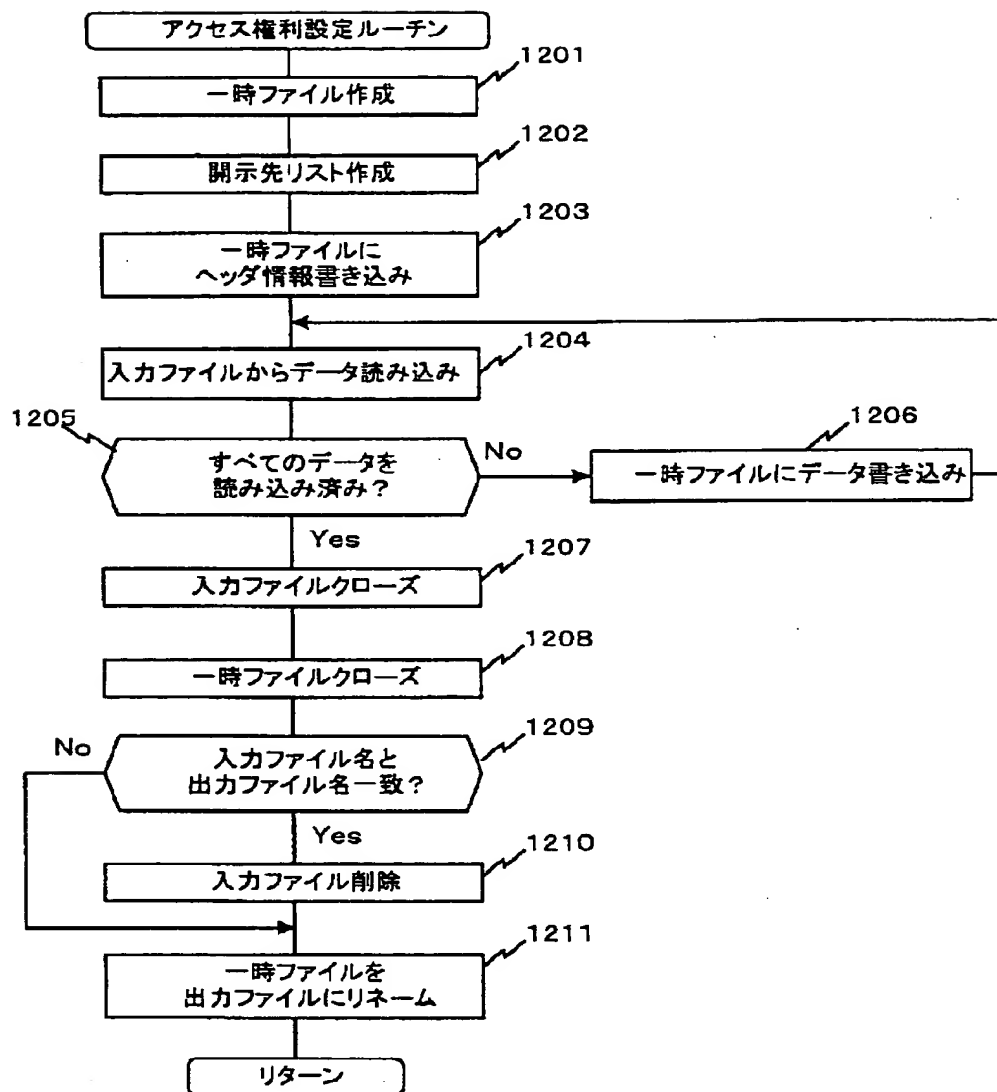 アクセス権利設定ルーチン
1201
一時ファイル作成
1202
開示先リスト作成
1203
一時ファイルに
ヘッダ情報書き込み
1204
入力ファイルからデータ読み込み
1205
すべてのデータを
読み込み済み？
No
1206
一時ファイルにデータ書き込み
Yes
1207
入力ファイルクローズ
1208
一時ファイルクローズ
1209
No
入力ファイル名と
出力ファイル名一致？
Yes
1210
入力ファイル削除
1211
一時ファイルを
出力ファイルにリネーム
リターン